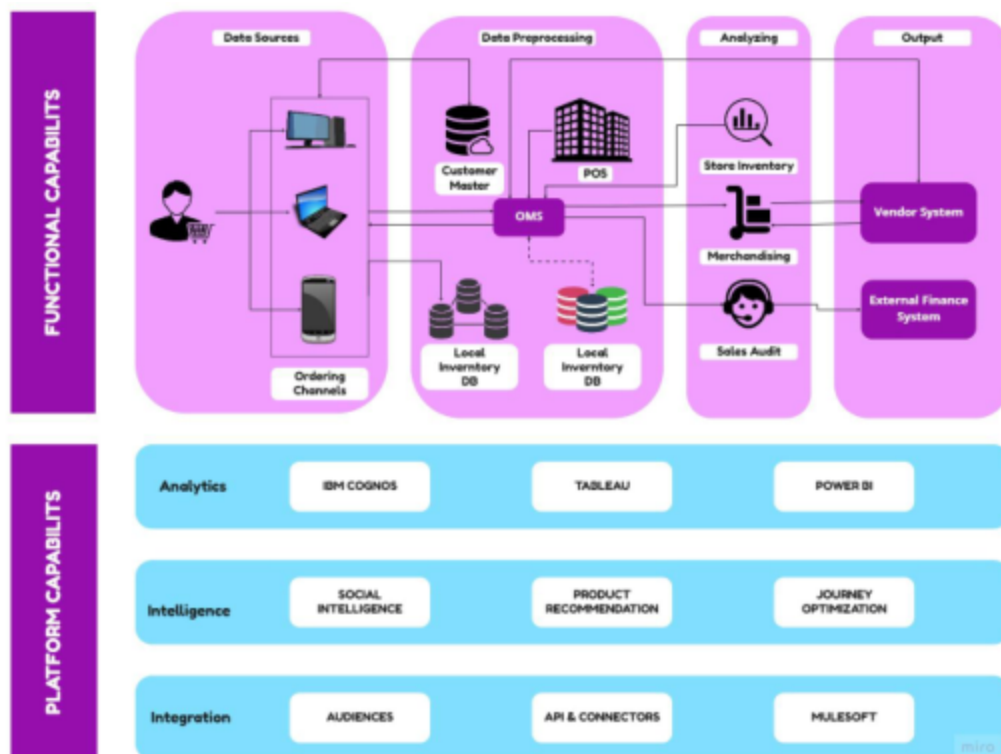 FUNCTIONAL CAPABILITS
Data Sources
Data Preprocessing
Analyzing
Output
Customer
Master
POS
Store Inventory
OMS
Vendor System
Merchandising
External Finance
System
Ordering
Channels
Local
Inverntory
DB
Local
Inverntory
DB
Sales Audit
PLATFORM CAPABILITS
Analytics
IBM COGNOS
TABLEAU
POWER BI
Intelligence
SOCIAL
INTELLIGENCE
PRODUCT
RECOMMENDATION
JOURNEY
OPTIMIZATION
Integration
AUDIENCES
API & CONNECTORS
MULESOFT
miro